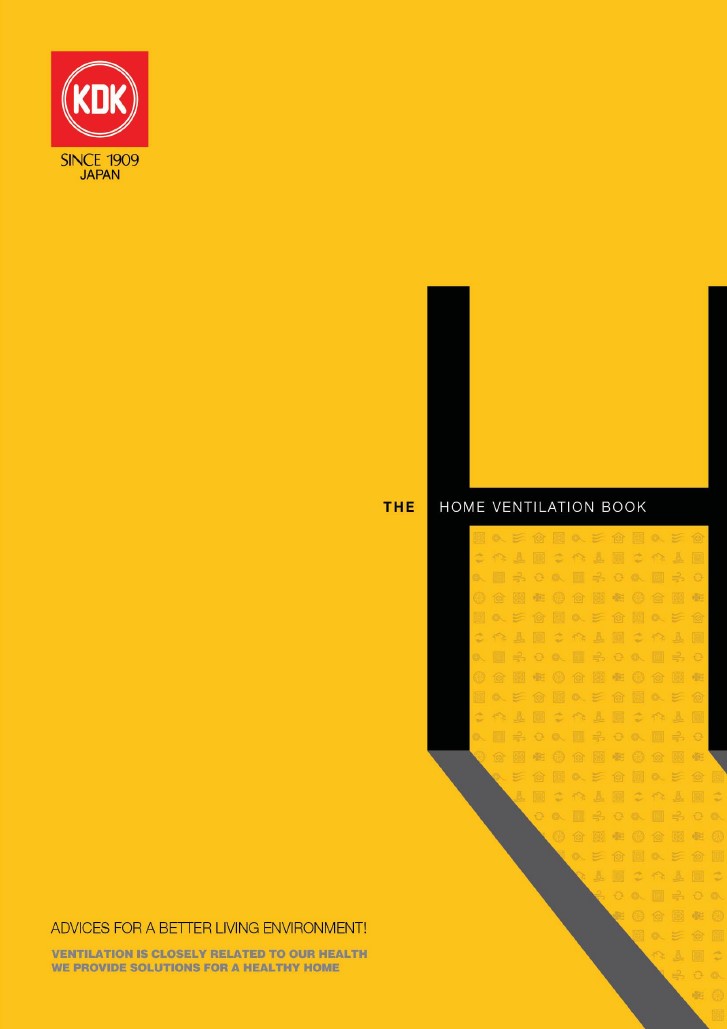 KDK
SINCE 1909
JAPAN
THE HOME VENTILATION BOOK
ADVICES FOR A BETTER LIVING ENVIRONMENT!
VENTILATION IS CLOSELY RELATED TO OUR HEALTH
WE PROVIDE SOLUTIONS FOR A HEALTHY HOME